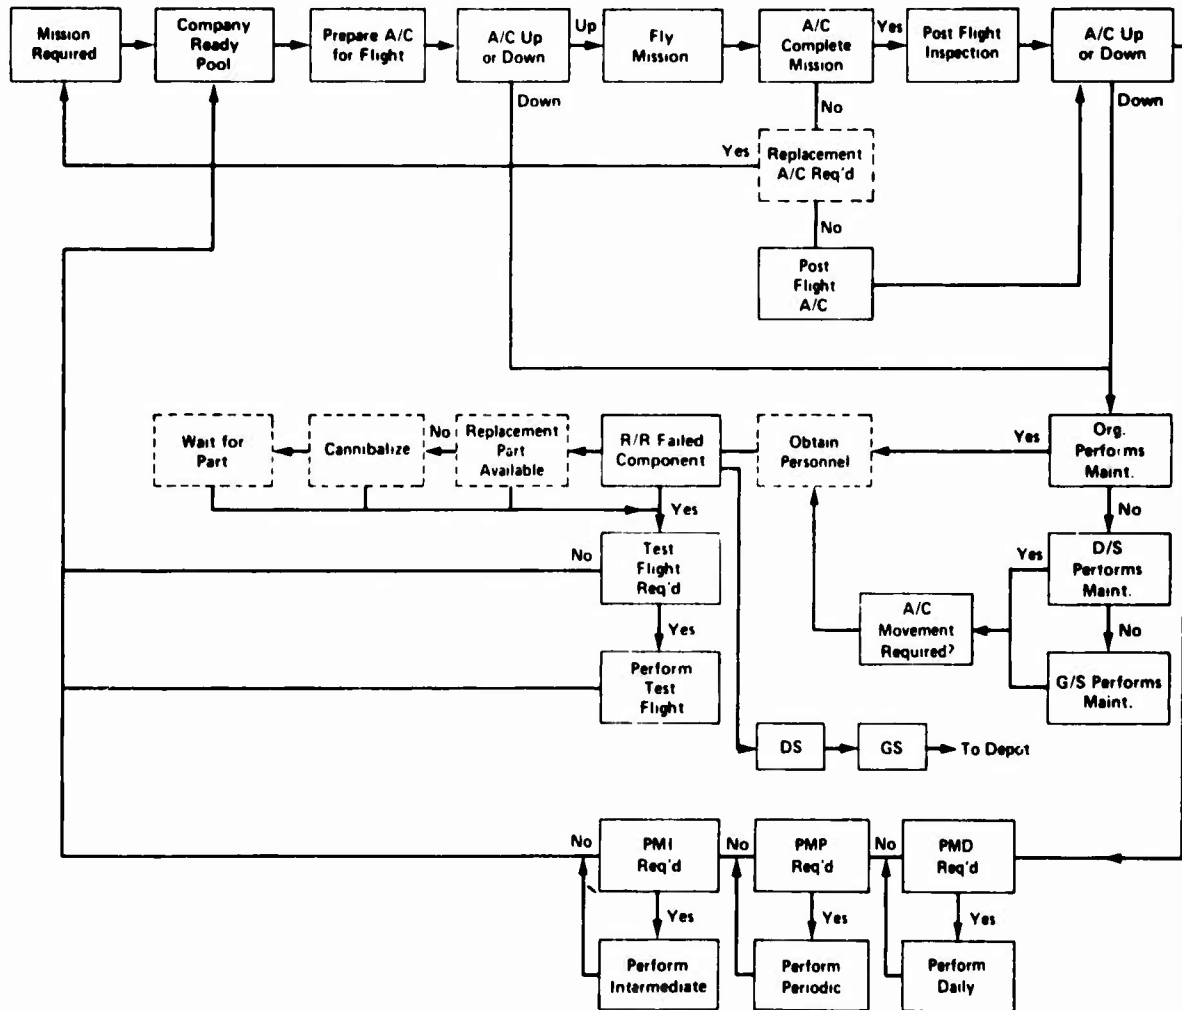 Mission
Required
Company
Ready
Pool
Prepare A/C
for Flight
A/C Up
or Down
Up
Fly
Mission
A/C
Complete
Mission
Yes
Post Flight
Inspection
A/C Up
or Down
Down
No
Down
Yes
Replacement
A/C Req'd
No
Post
Flight
A/C
Wait for
Part
Cannibalize
No
Replacement
Part
Available
R/R Failed
Component
Obtain
Personnel
Yes
Org.
Performs
Maint.
Yes
No
No
Test
Flight
Req'd
Yes
D/S
Performs
Maint.
A/C
Movement
Required?
Yes
No
Perform
Test
Flight
G/S Performs
Maint.
DS
GS
To Depot
No
PMI
Req'd
No
PMP
Req'd
No
PMD
Req'd
Yes
Yes
Yes
Perform
Intermediate
Perform
Periodic
Perform
Daily